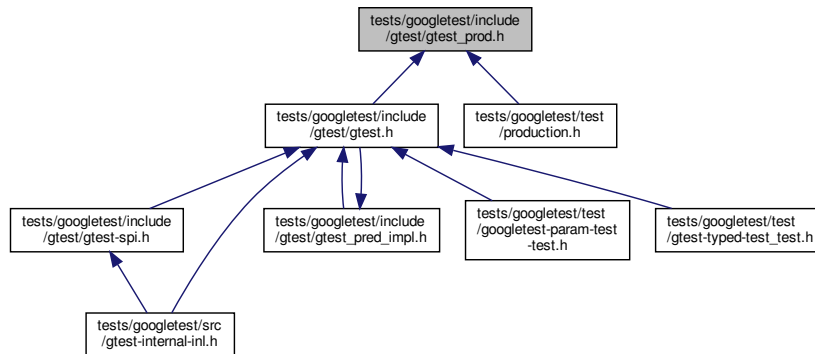 tests/googletest/include
/gtest/gtest_prod.h
tests/googletest/include
/gtest/gtest.h
tests/googletest/test
/production.h
tests/googletest/include
/gtest/gtest-spi.h
tests/googletest/include
/gtest/gtest_pred_impl.h
tests/googletest/test
/googletest-param-test
-test.h
tests/googletest/test
/gtest-typed-test_test.h
tests/googletest/src
/gtest-internal-inl.h